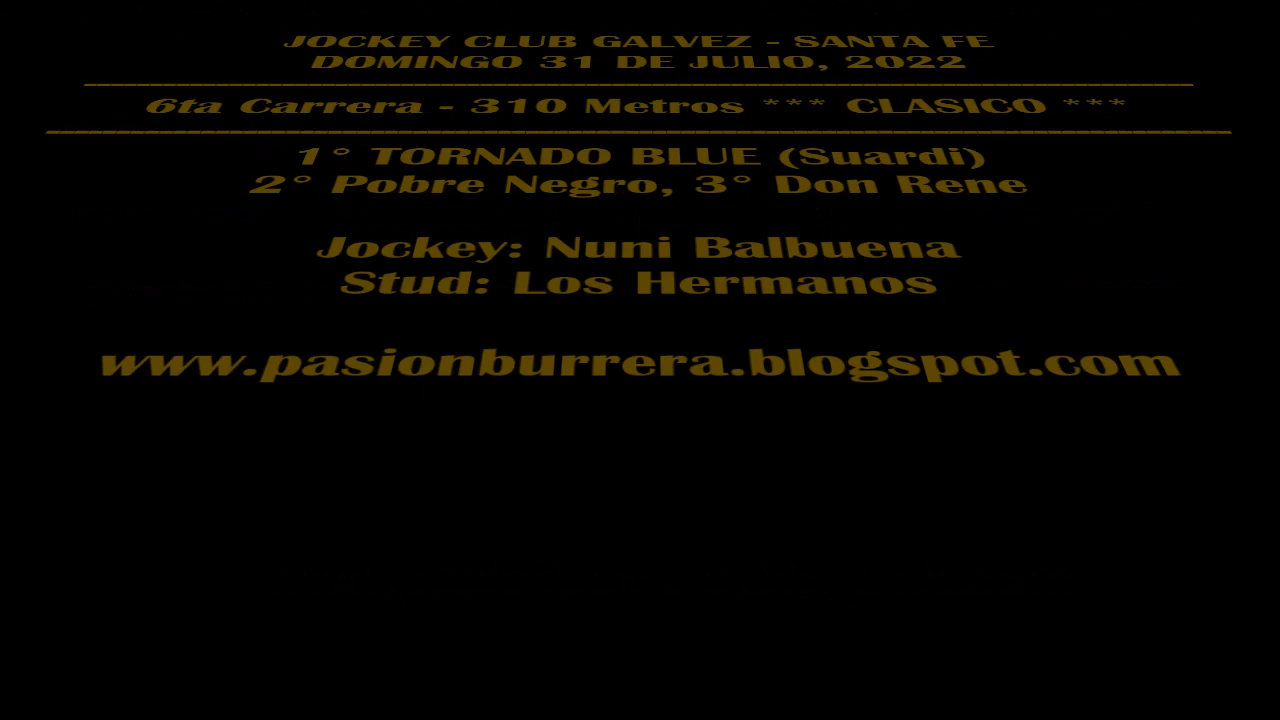 JOCKEY CLUB GALVEZ - SANTA FE
DOMINGO 31 DE JULIO, 2022
6ta Carrera - 310 Metros *** CLASICO ***
1° TORNADO BLUE (Suardi)
2° Pobre Negro, 3° Don Rene
Jockey: Nuni Balbuena
Stud: Los Hermanos
www.pasionburrera.blogspot.com